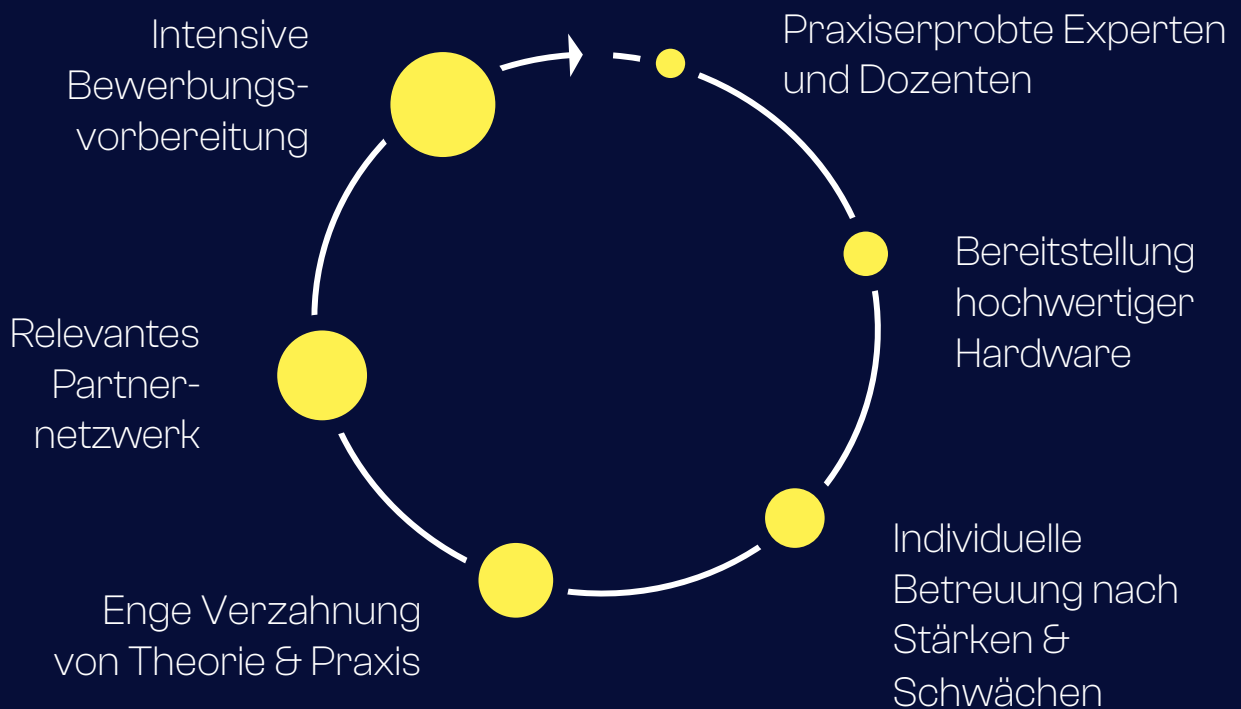 Praxiserprobte Experten
und Dozenten
Bereitstellung
hochwertiger
Hardware
Individuelle
Betreuung nach
Stärken &
Schwächen
Enge Verzahnung
von Theorie & Praxis
Relevantes
Partner-
netzwerk
Intensive
Bewerbungs-
vorbereitung